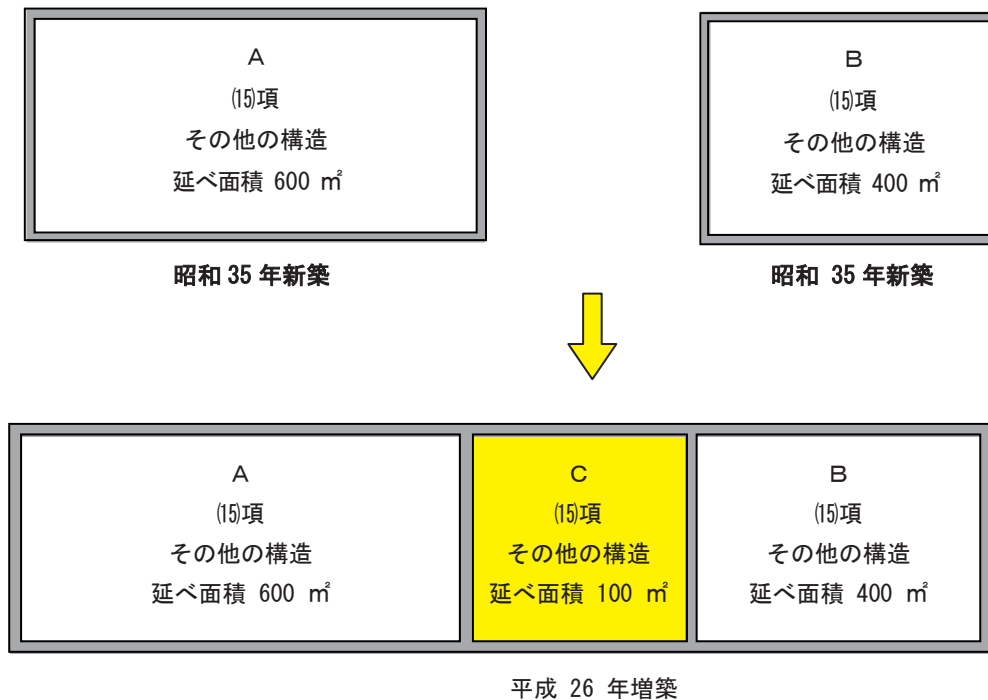 A
⒂項
その他の構造
延べ面積 600 ㎡
昭和 35 年新築
B
⒂項
その他の構造
延べ面積 400 ㎡
昭和 35 年新築
A
⒂項
その他の構造
延べ面積 600 ㎡
C
⒂項
その他の構造
延べ面積 100 ㎡
B
⒂項
その他の構造
延べ面積 400 ㎡
平成 26 年増築